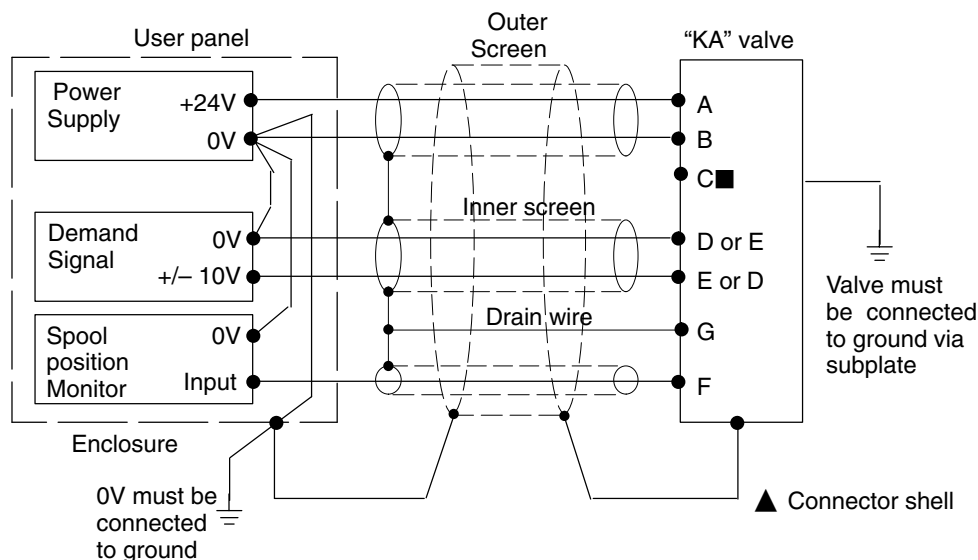 User panel
Outer
Screen
“KA” valve
Power
Supply
+24V
0V
A
B
C■
Inner screen
Demand
Signal
0V
+/– 10V
D or E
E or D
Valve must
be connected
to ground via
subplate
Drain wire
G
Spool
position
Monitor
0V
Input
F
Enclosure
0V must be
connected
to ground
▲ Connector shell